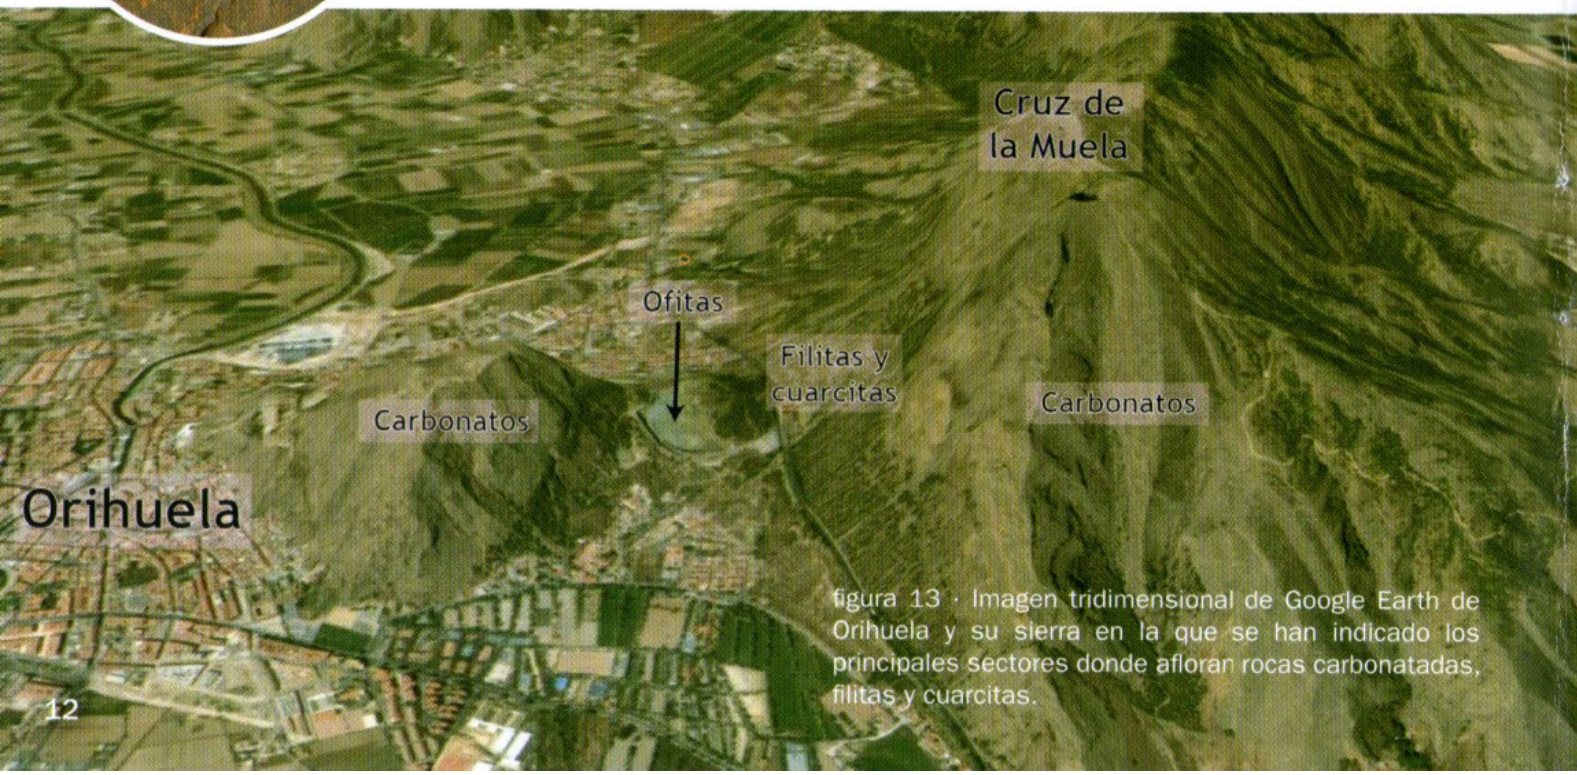 Cruz de
la Muela
Ofitas
Filitas y
cuarcitas
Carbonatos
Carbonatos
Orihuela
figura 13 · Imagen tridimensional de Google Earth de
Orihuela y su sierra en la que se han indicado los
principales sectores donde afloran rocas carbonatadas,
filitas y cuarcitas.
12